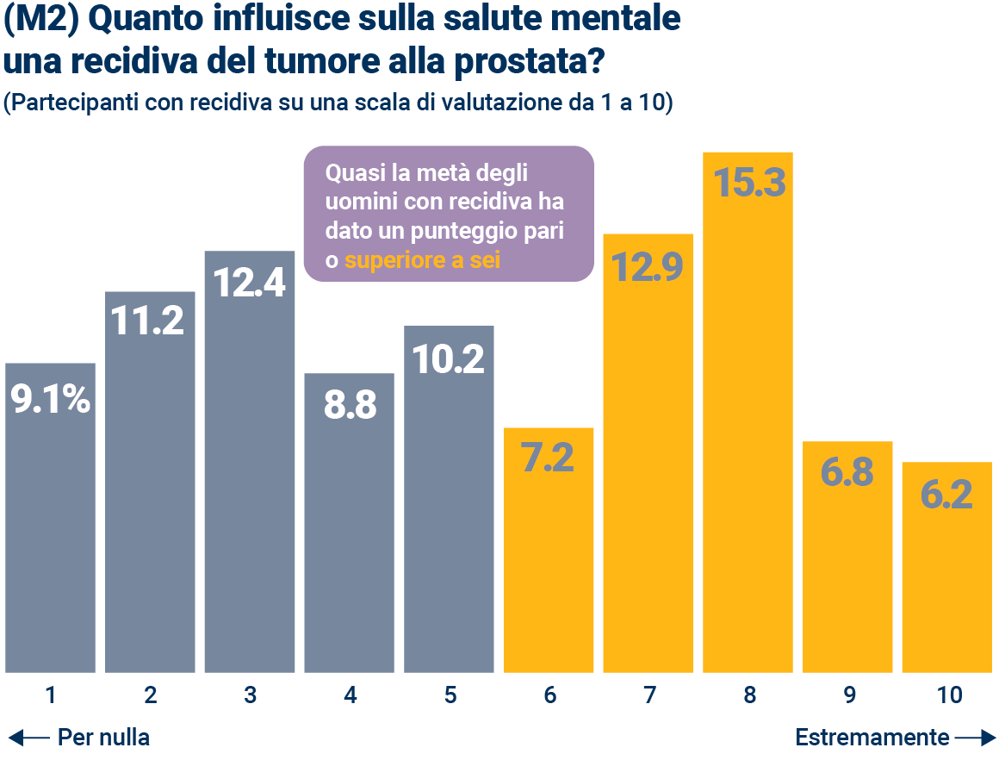 (M2) Quanto influisce sulla salute mentale
una recidiva del tumore alla prostata?
(Partecipanti con recidiva su una scala di valutazione da 1 a 10)
Quasi la metà degli
uomini con recidiva ha
dato un punteggio pari
o superiore a sei
9.1%
11.2
12.4
8.8
10.2
7.2
12.9
15.3
6.8
6.2
1 2 3 4 5 6 7 8 9 10
Per nulla
Estremamente